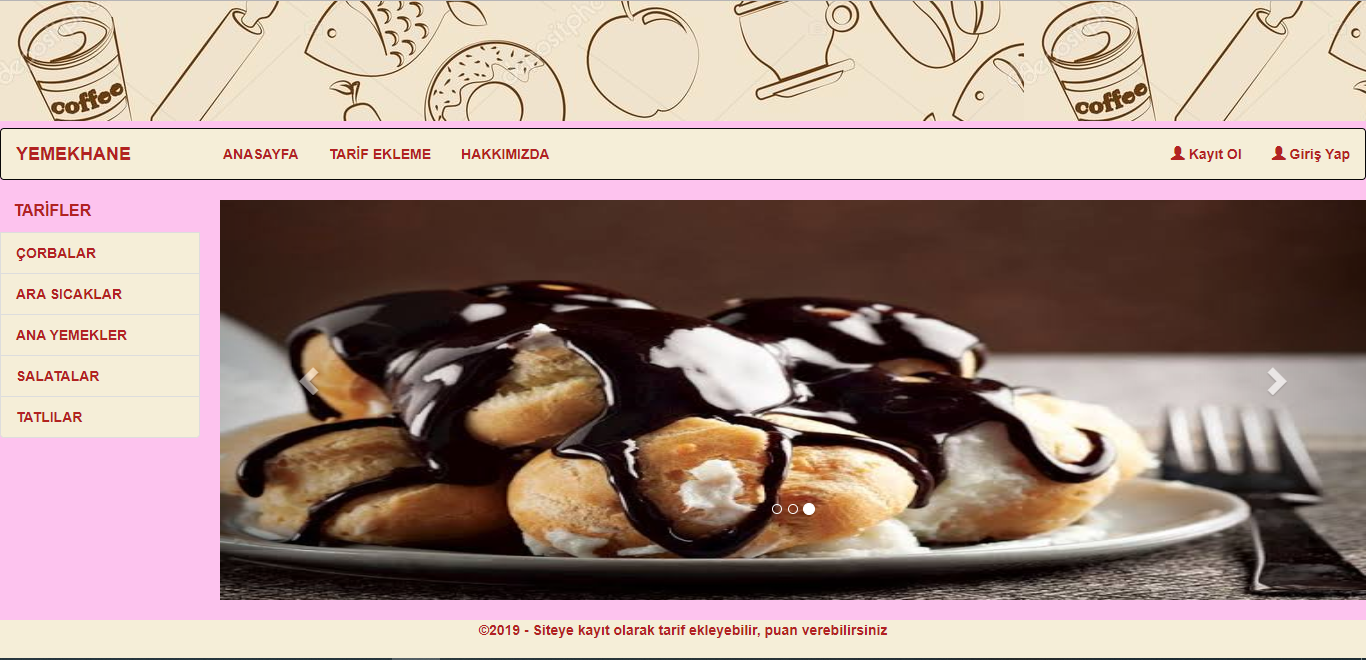 coffee
coffee
YEMEKHANE
ANASAYFA
TARİF EKLEME
HAKKIMIZDA
Kayıt Ol
Giriş Yap
TARİFLER
ÇORBALAR
ARA SICAKLAR
ANA YEMEKLER
SALATALAR
TATLILAR
©2019 - Siteye kayıt olarak tarif ekleyebilir, puan verebilirsiniz